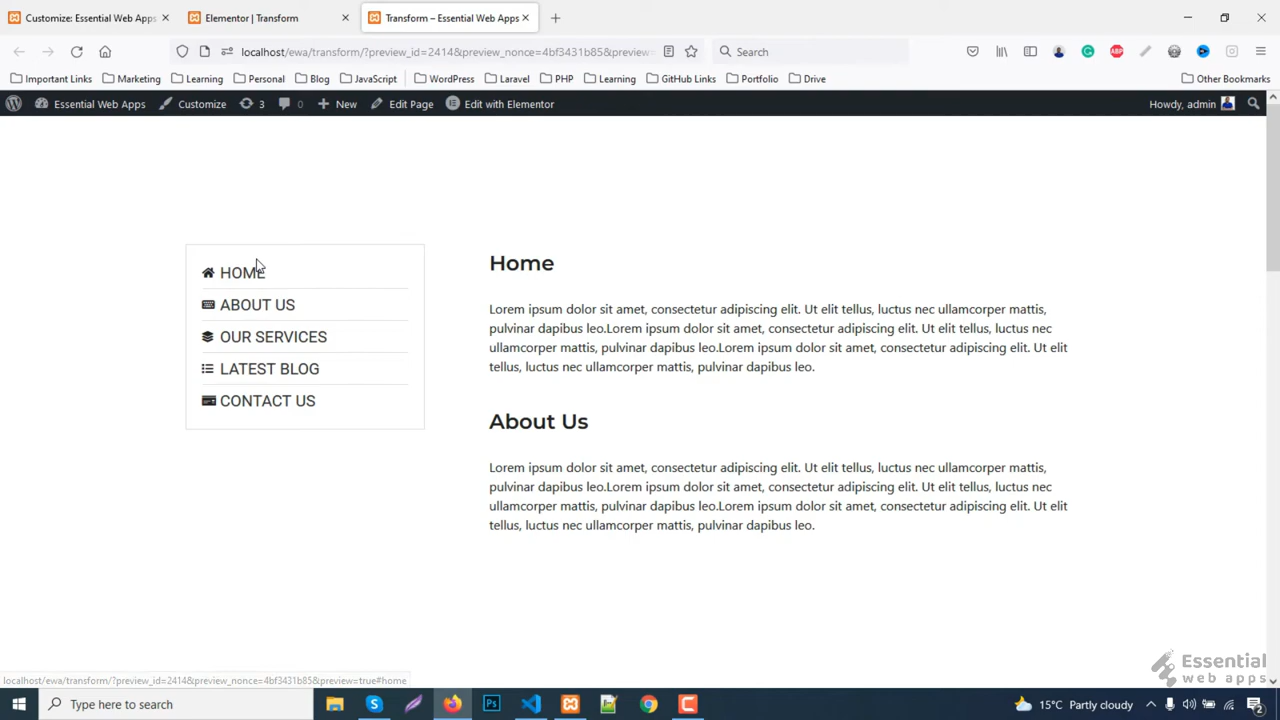 Customize: Essential Web Apps
Elementor | Transform
Transform – Essential Web Apps
localhost/ewa/transform/?preview_id=2414&preview_nonce=4bf3431b85&preview=
Search
Important Links
Marketing
Learning
Personal
Blog
JavaScript
WordPress
Laravel
PHP
Learning
GitHub Links
Portfolio
Drive
Other Bookmarks
Essential Web Apps
Customize
3
0
New
Edit Page
Edit with Elementor
Howdy, admin
HOME
ABOUT US
OUR SERVICES
LATEST BLOG
CONTACT US
Home
Lorem ipsum dolor sit amet, consectetur adipiscing elit. Ut elit tellus, luctus nec ullamcorper mattis,
pulvinar dapibus leo.Lorem ipsum dolor sit amet, consectetur adipiscing elit. Ut elit tellus, luctus nec
ullamcorper mattis, pulvinar dapibus leo.Lorem ipsum dolor sit amet, consectetur adipiscing elit. Ut elit
tellus, luctus nec ullamcorper mattis, pulvinar dapibus leo.
About Us
Lorem ipsum dolor sit amet, consectetur adipiscing elit. Ut elit tellus, luctus nec ullamcorper mattis,
pulvinar dapibus leo.Lorem ipsum dolor sit amet, consectetur adipiscing elit. Ut elit tellus, luctus nec
ullamcorper mattis, pulvinar dapibus leo.Lorem ipsum dolor sit amet, consectetur adipiscing elit. Ut elit
tellus, luctus nec ullamcorper mattis, pulvinar dapibus leo.
Essential
web apps
localhost/ewa/transform/?preview_id=2414&preview_nonce=4bf3431b85&preview=true#home
Type here to search
Ps
15°C Partly cloudy
2